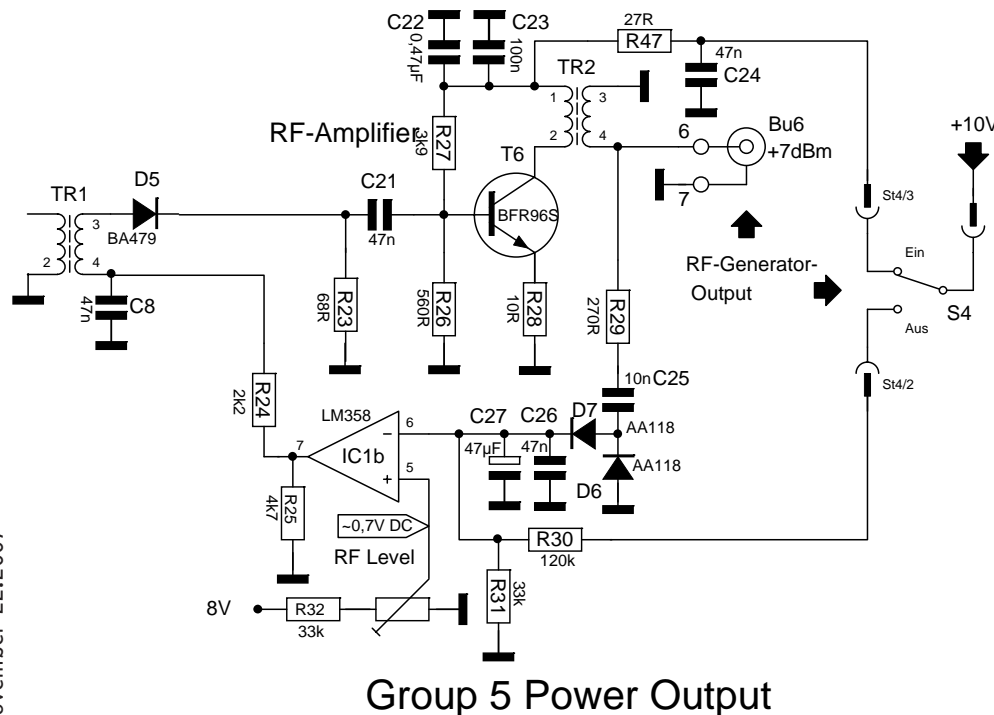 C22
0,47µF
C23
100n
27R
R47
47n
C24
TR2
1
2
3
4
RF-Amplifier
R27
3k9
T6
BFR96S
6
7
Bu6
+7dBm
+10V
TR1
2
3
4
D5
BA479
C21
47n
St4/3
Ein
RF-Generator-
Output
S4
Aus
St4/2
47n
C8
R23
68R
R26
560R
R28
10R
R29
270R
R24
2k2
10n
C25
LM358
IC1b
7
6
5
−
+
C27
47µF
C26
47n
D7
AA118
D6
AA118
R25
4k7
~0,7V DC
RF Level
R30
120k
R31
33k
8V
R32
33k
Group 5 Power Output